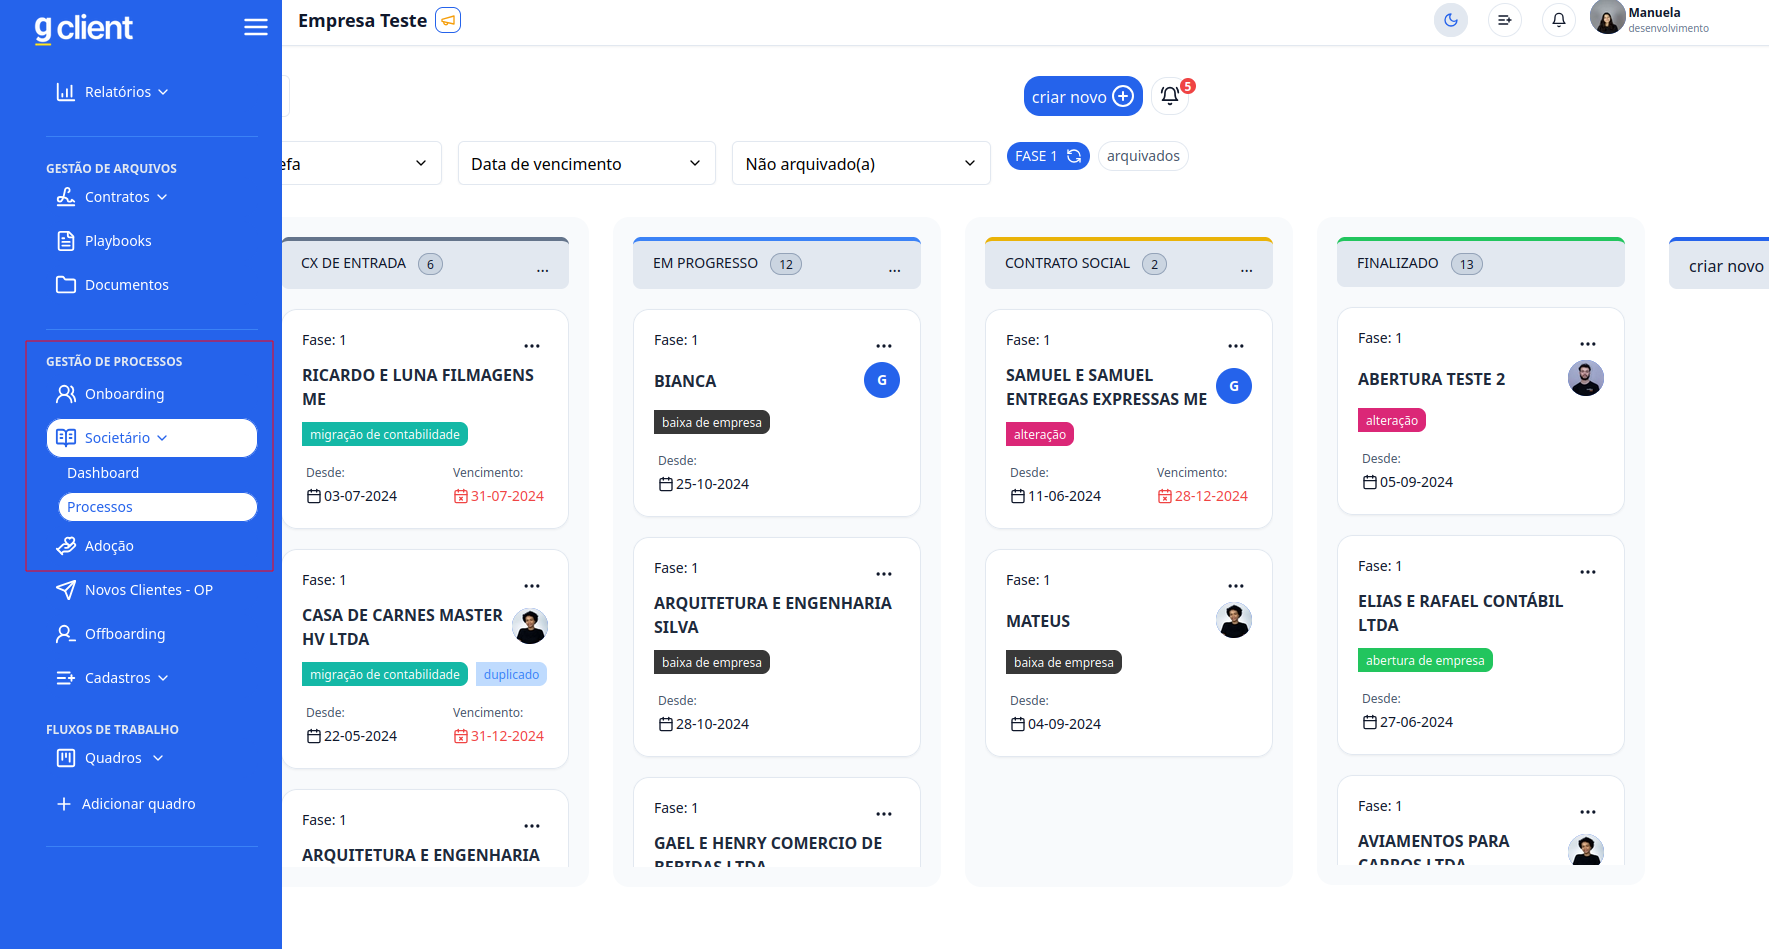 g client
Relatórios
GESTÃO DE ARQUIVOS
Contratos
Playbooks
Documentos
GESTÃO DE PROCESSOS
Onboarding
Societário
Dashboard
Processos
Adoção
Novos Clientes - OP
Offboarding
Cadastros
FLUXOS DE TRABALHO
Quadros
Adicionar quadro
Empresa Teste
Manuela
desenvolvimento
criar novo
5
efa
Data de vencimento
Não arquivado(a)
FASE 1
arquivados
CX DE ENTRADA 6 ...
Fase: 1 ...
RICARDO E LUNA FILMAGENS
ME
migração de contabilidade
Desde: Vencimento:
03-07-2024 31-07-2024
Fase: 1 ...
CASA DE CARNES MASTER
HV LTDA
migração de contabilidade duplicado
Desde: Vencimento:
22-05-2024 31-12-2024
Fase: 1 ...
ARQUITETURA E ENGENHARIA
EM PROGRESSO 12 ...
Fase: 1 ...
BIANCA G
baixa de empresa
Desde:
25-10-2024
Fase: 1 ...
ARQUITETURA E ENGENHARIA
SILVA
baixa de empresa
Desde:
28-10-2024
Fase: 1 ...
GAEL E HENRY COMERCIO DE
BEBIDAS LTDA
CONTRATO SOCIAL 2 ...
Fase: 1 ...
SAMUEL E SAMUEL
ENTREGAS EXPRESSAS ME G
alteração
Desde: Vencimento:
11-06-2024 28-12-2024
Fase: 1 ...
MATEUS
baixa de empresa
Desde:
04-09-2024
FINALIZADO 13
Fase: 1 ...
ABERTURA TESTE 2
alteração
Desde:
05-09-2024
Fase: 1 ...
ELIAS E RAFAEL CONTÁBIL
LTDA
abertura de empresa
Desde:
27-06-2024
Fase: 1 ...
AVIAMENTOS PARA
CARROS LTDA
criar novo